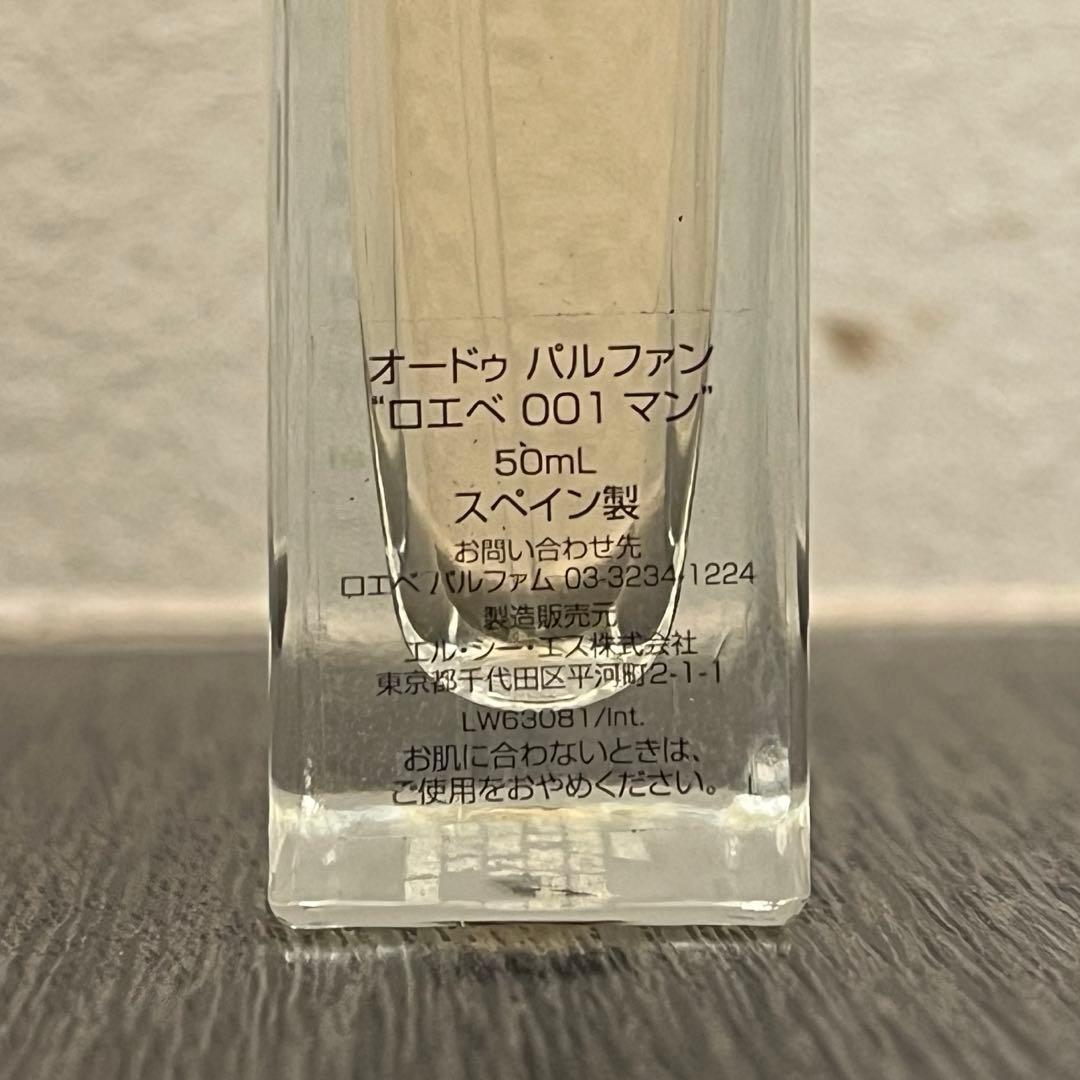 オードゥ パルファン
"ロエベ 001 マン"
50mL
スペイン製
お問い合わせ先
ロエベ パルファム 03-3234-1224
製造販売元
エル・シー・エス株式会社
東京都千代田区平河町2-1-1
LW63081/Int.
お肌に合わないときは、
ご使用をおやめください。